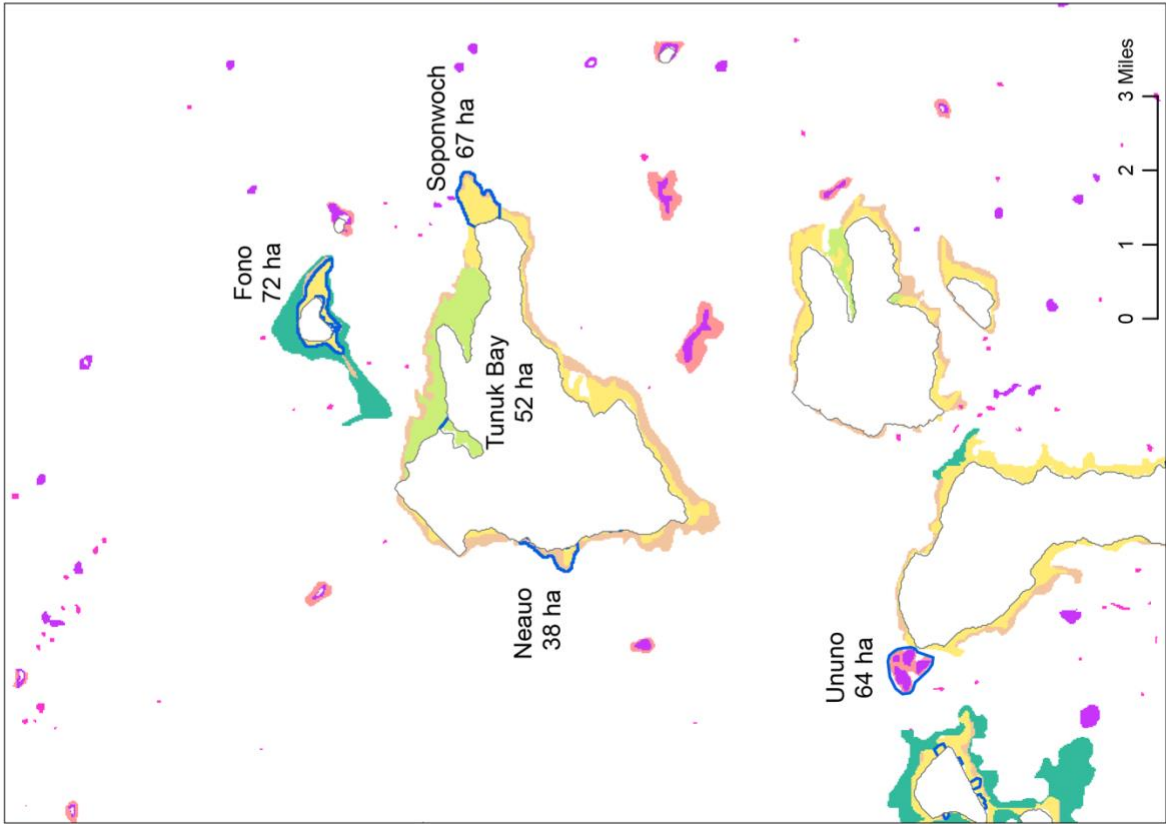 Fono
72 ha
Soponwoch
67 ha
Tunuk Bay
52 ha
Neauo
38 ha
Ununo
64 ha
0 1 2 3 Miles